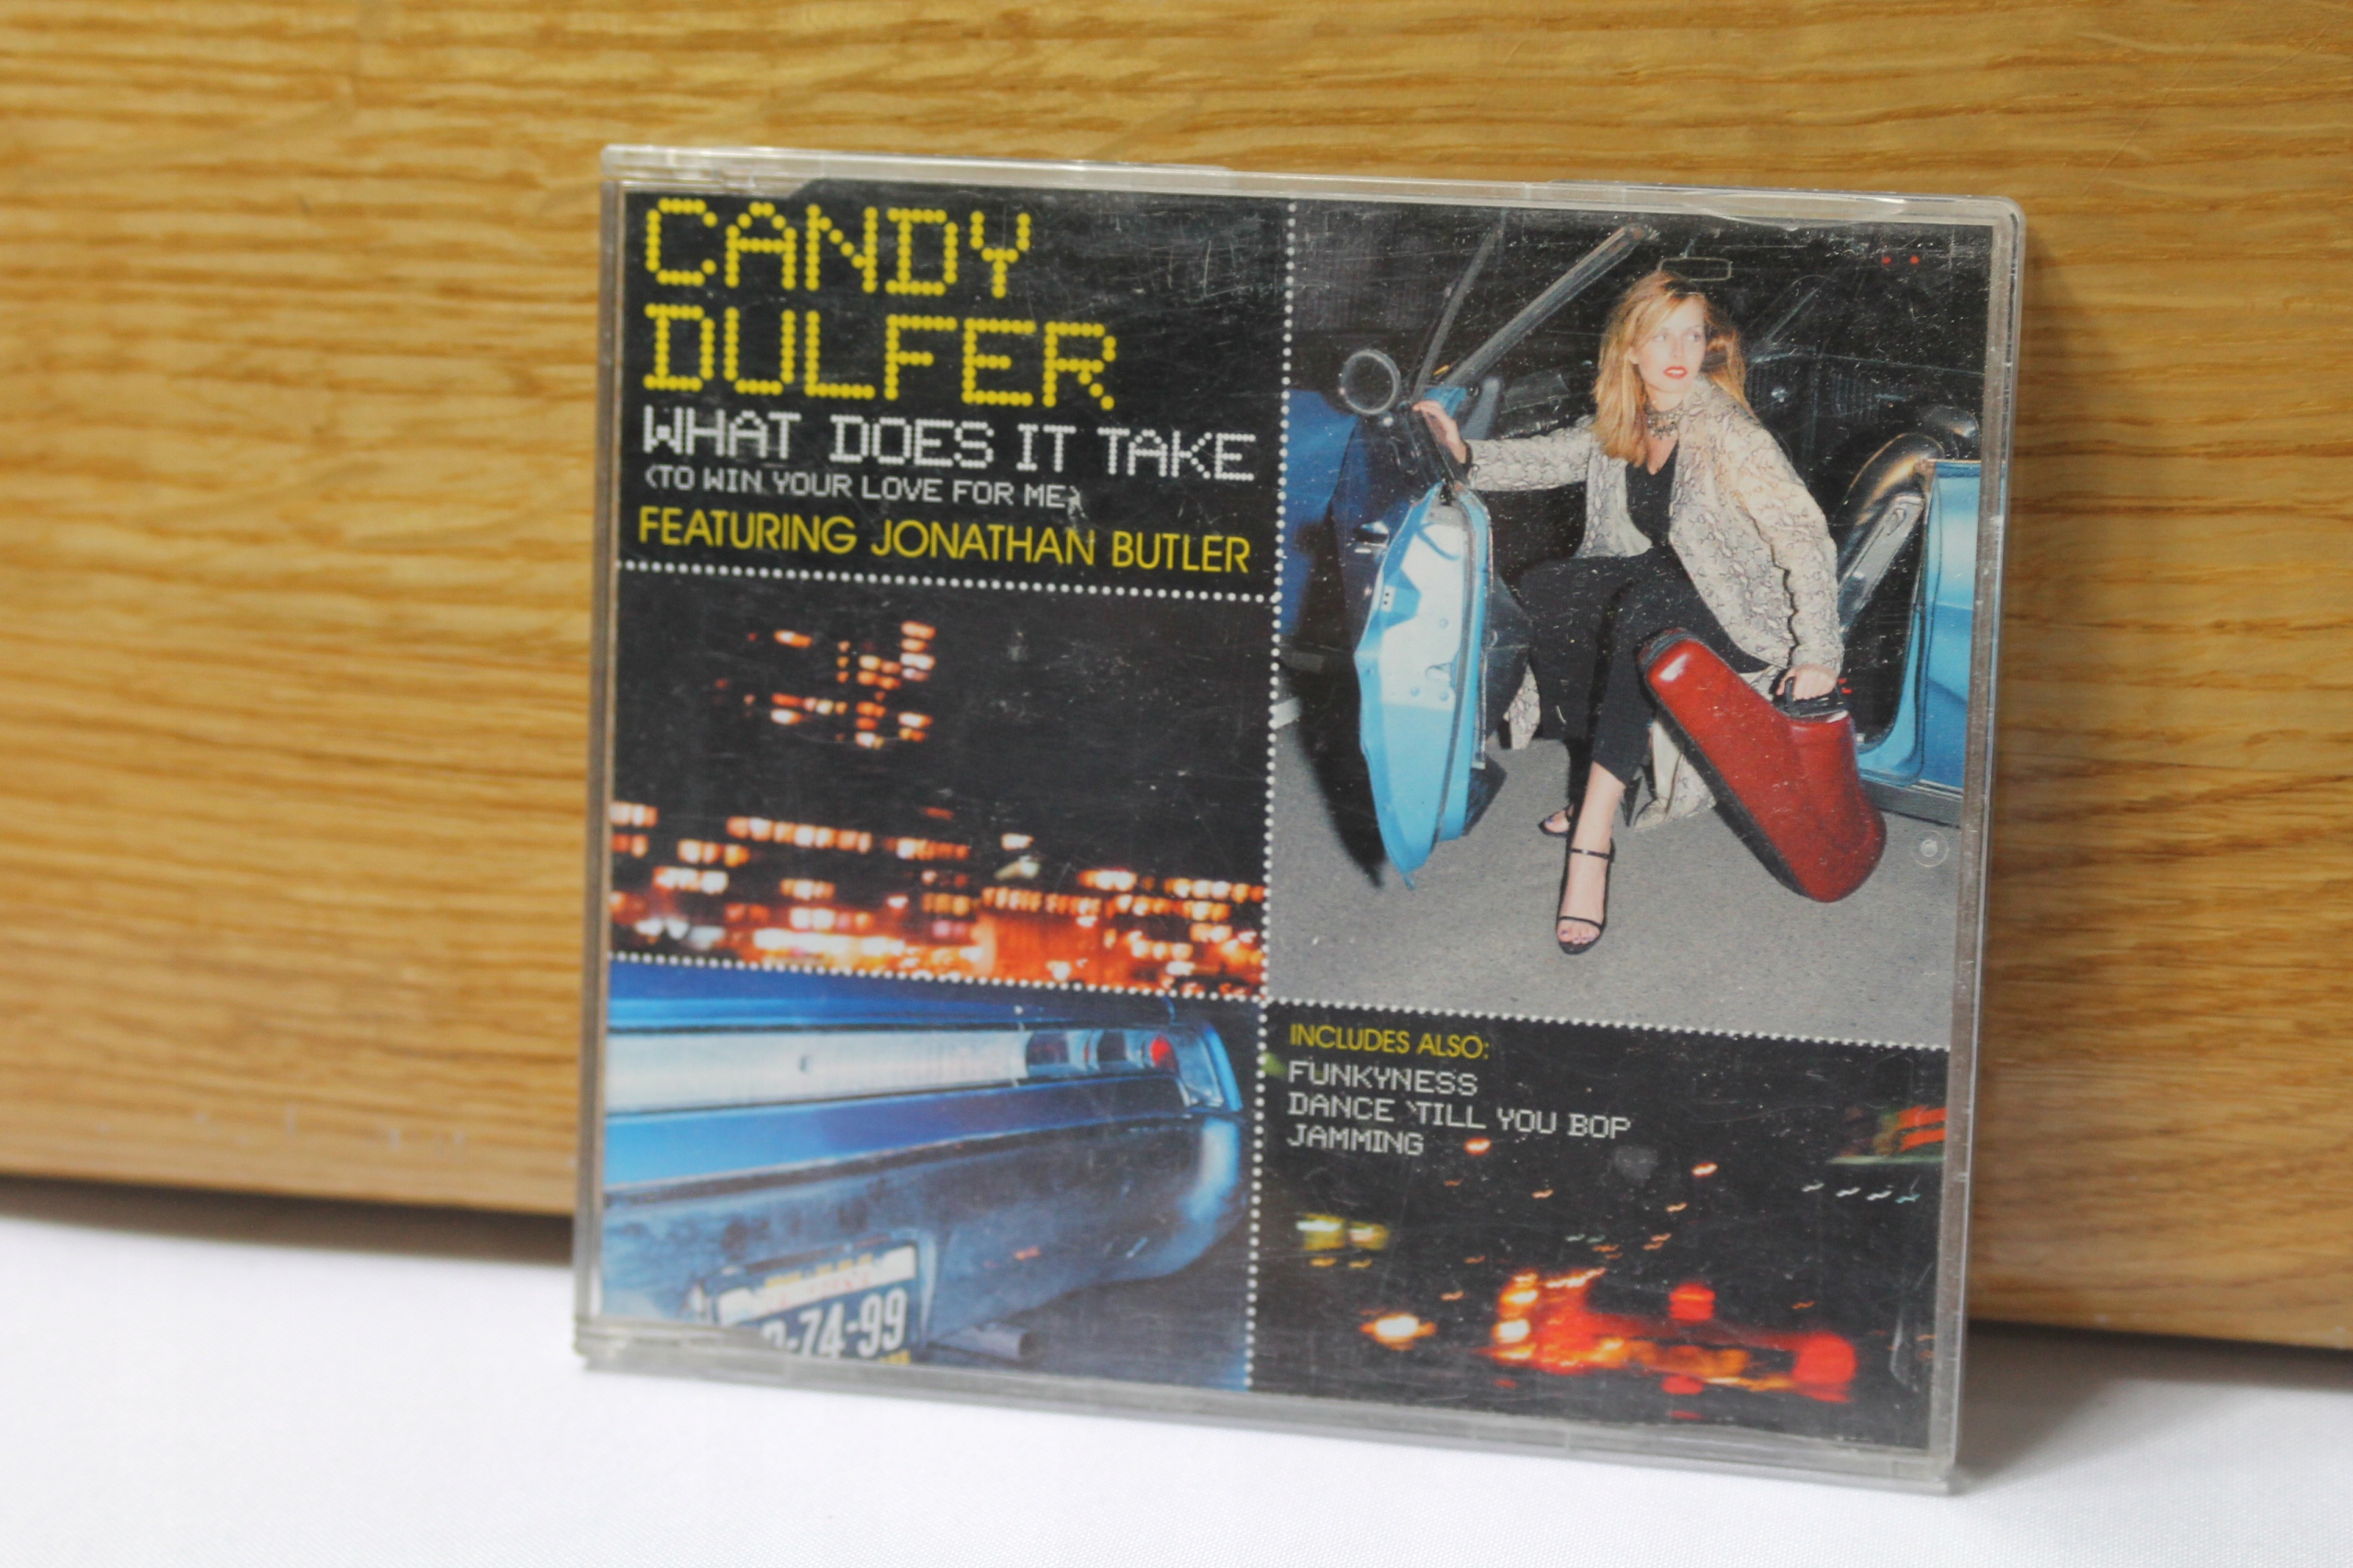 CANDY
DULFER
WHAT DOES IT TAKE
(TO WIN YOUR LOVE FOR ME)
FEATURING JONATHAN BUTLER
INCLUDES ALSO:
FUNKYNESS
DANCE 'TILL YOU BOP
JAMMING
-74-99